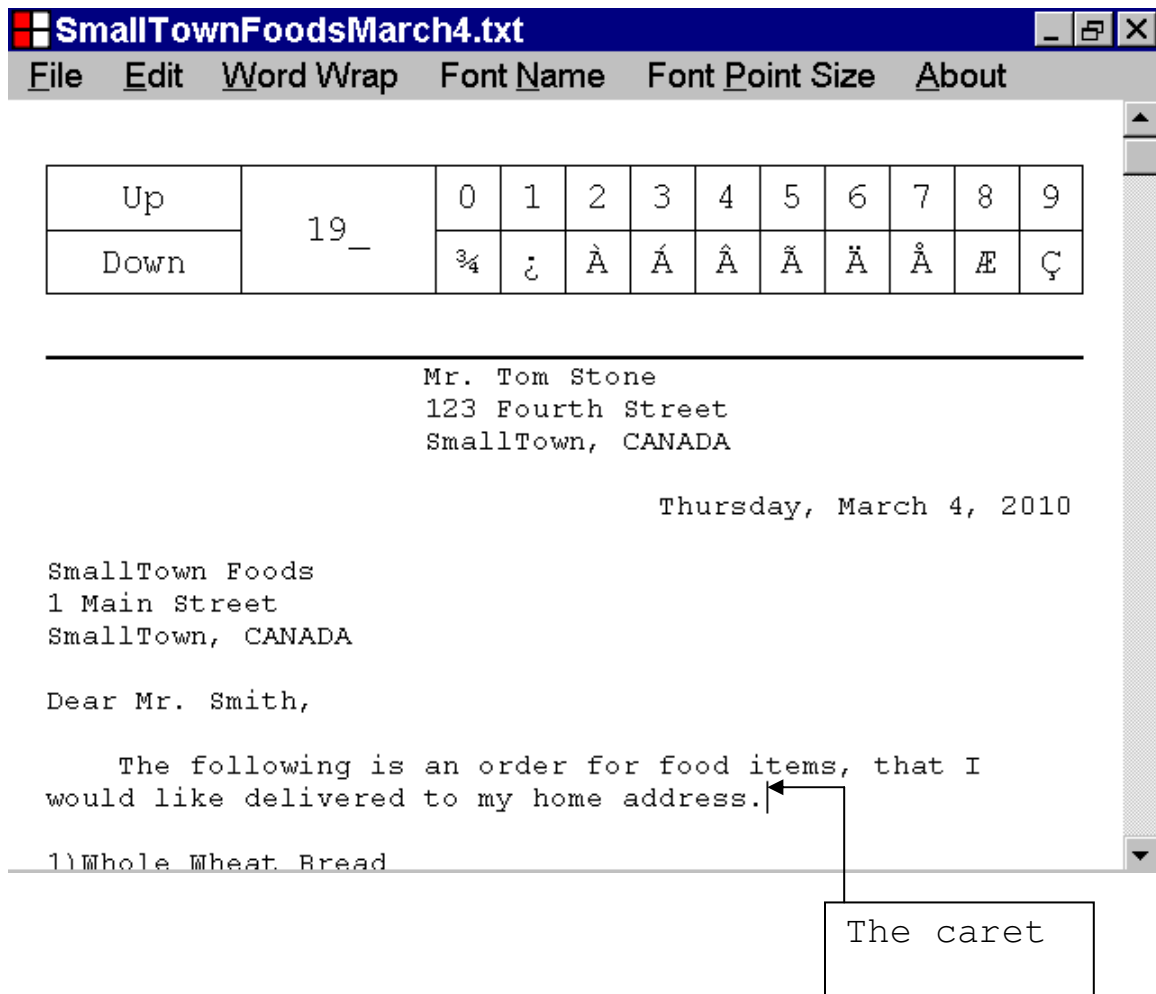 SmallTownFoodsMarch4.txt
File Edit Word Wrap Font Name Font Point Size About
Up 19_ 0 1 2 3 4 5 6 7 8 9
Down ¾ ¿ À Á Â Ã Ä Å Æ Ç
Mr. Tom Stone
123 Fourth Street
SmallTown, CANADA
Thursday, March 4, 2010
SmallTown Foods
1 Main Street
SmallTown, CANADA
Dear Mr. Smith,
The following is an order for food items, that I
would like delivered to my home address.
1)Whole Wheat Bread
The caret